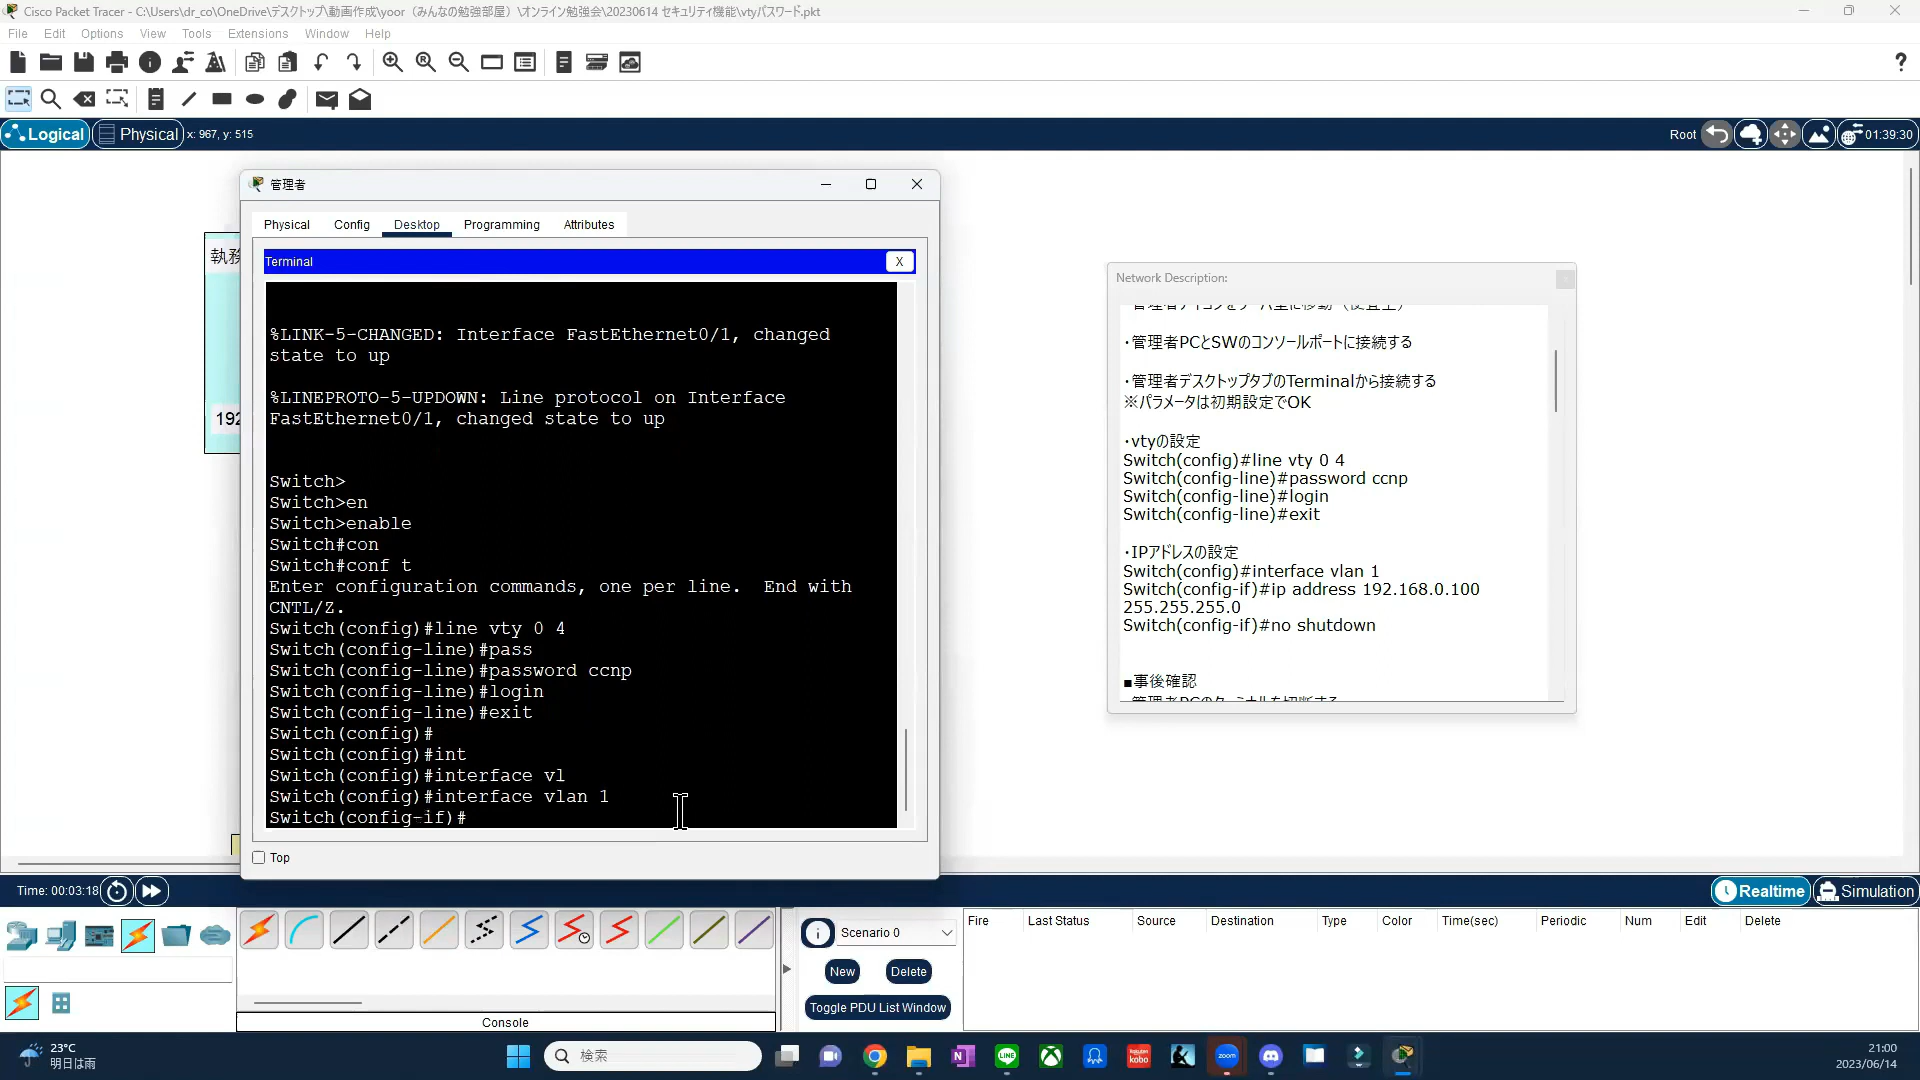 Cisco Packet Tracer - C:\Users\dr_co\OneDrive\デスクトップ\動画作成\yoor（みんなの勉強部屋）\オンライン勉強会\20230614 セキュリティ機能\vtyパスワード.pkt
File Edit Options View Tools Extensions Window Help
Logical Physical x: 967, y: 515 Root 01:39:30
執務
192
管理者
Physical Config Desktop Programming Attributes
Terminal X
%LINK-5-CHANGED: Interface FastEthernet0/1, changed
state to up
%LINEPROTO-5-UPDOWN: Line protocol on Interface
FastEthernet0/1, changed state to up
Switch>
Switch>en
Switch>enable
Switch#con
Switch#conf t
Enter configuration commands, one per line.  End with
CNTL/Z.
Switch(config)#line vty 0 4
Switch(config-line)#pass
Switch(config-line)#password ccnp
Switch(config-line)#login
Switch(config-line)#exit
Switch(config)#
Switch(config)#int
Switch(config)#interface vl
Switch(config)#interface vlan 1
Switch(config-if)#
Top
Network Description:
・管理者PCとSWのコンソールポートに接続する
・管理者デスクトップタブのTerminalから接続する
※パラメータは初期設定でOK
・vtyの設定
Switch(config)#line vty 0 4
Switch(config-line)#password ccnp
Switch(config-line)#login
Switch(config-line)#exit
・IPアドレスの設定
Switch(config)#interface vlan 1
Switch(config-if)#ip address 192.168.0.100
255.255.255.0
Switch(config-if)#no shutdown
■事後確認
Time: 00:03:18 Realtime Simulation
Scenario 0
New Delete
Toggle PDU List Window
Fire Last Status Source Destination Type Color Time(sec) Periodic Num Edit Delete
Console
23°C
明日は雨
検索
zoom
LINE
Rakuten
kobo
21:00
2023/06/14